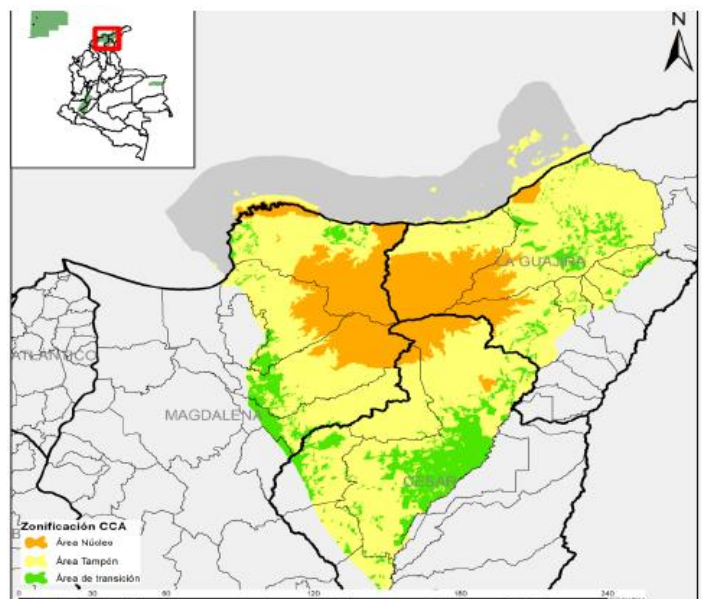 N
LA GUAJIRA
ATLANTICO
MAGDALENA
CESAR
Zonificación CCA
Área Núcleo
Área Tampón
Área de transición
0 30 60 120 180 240